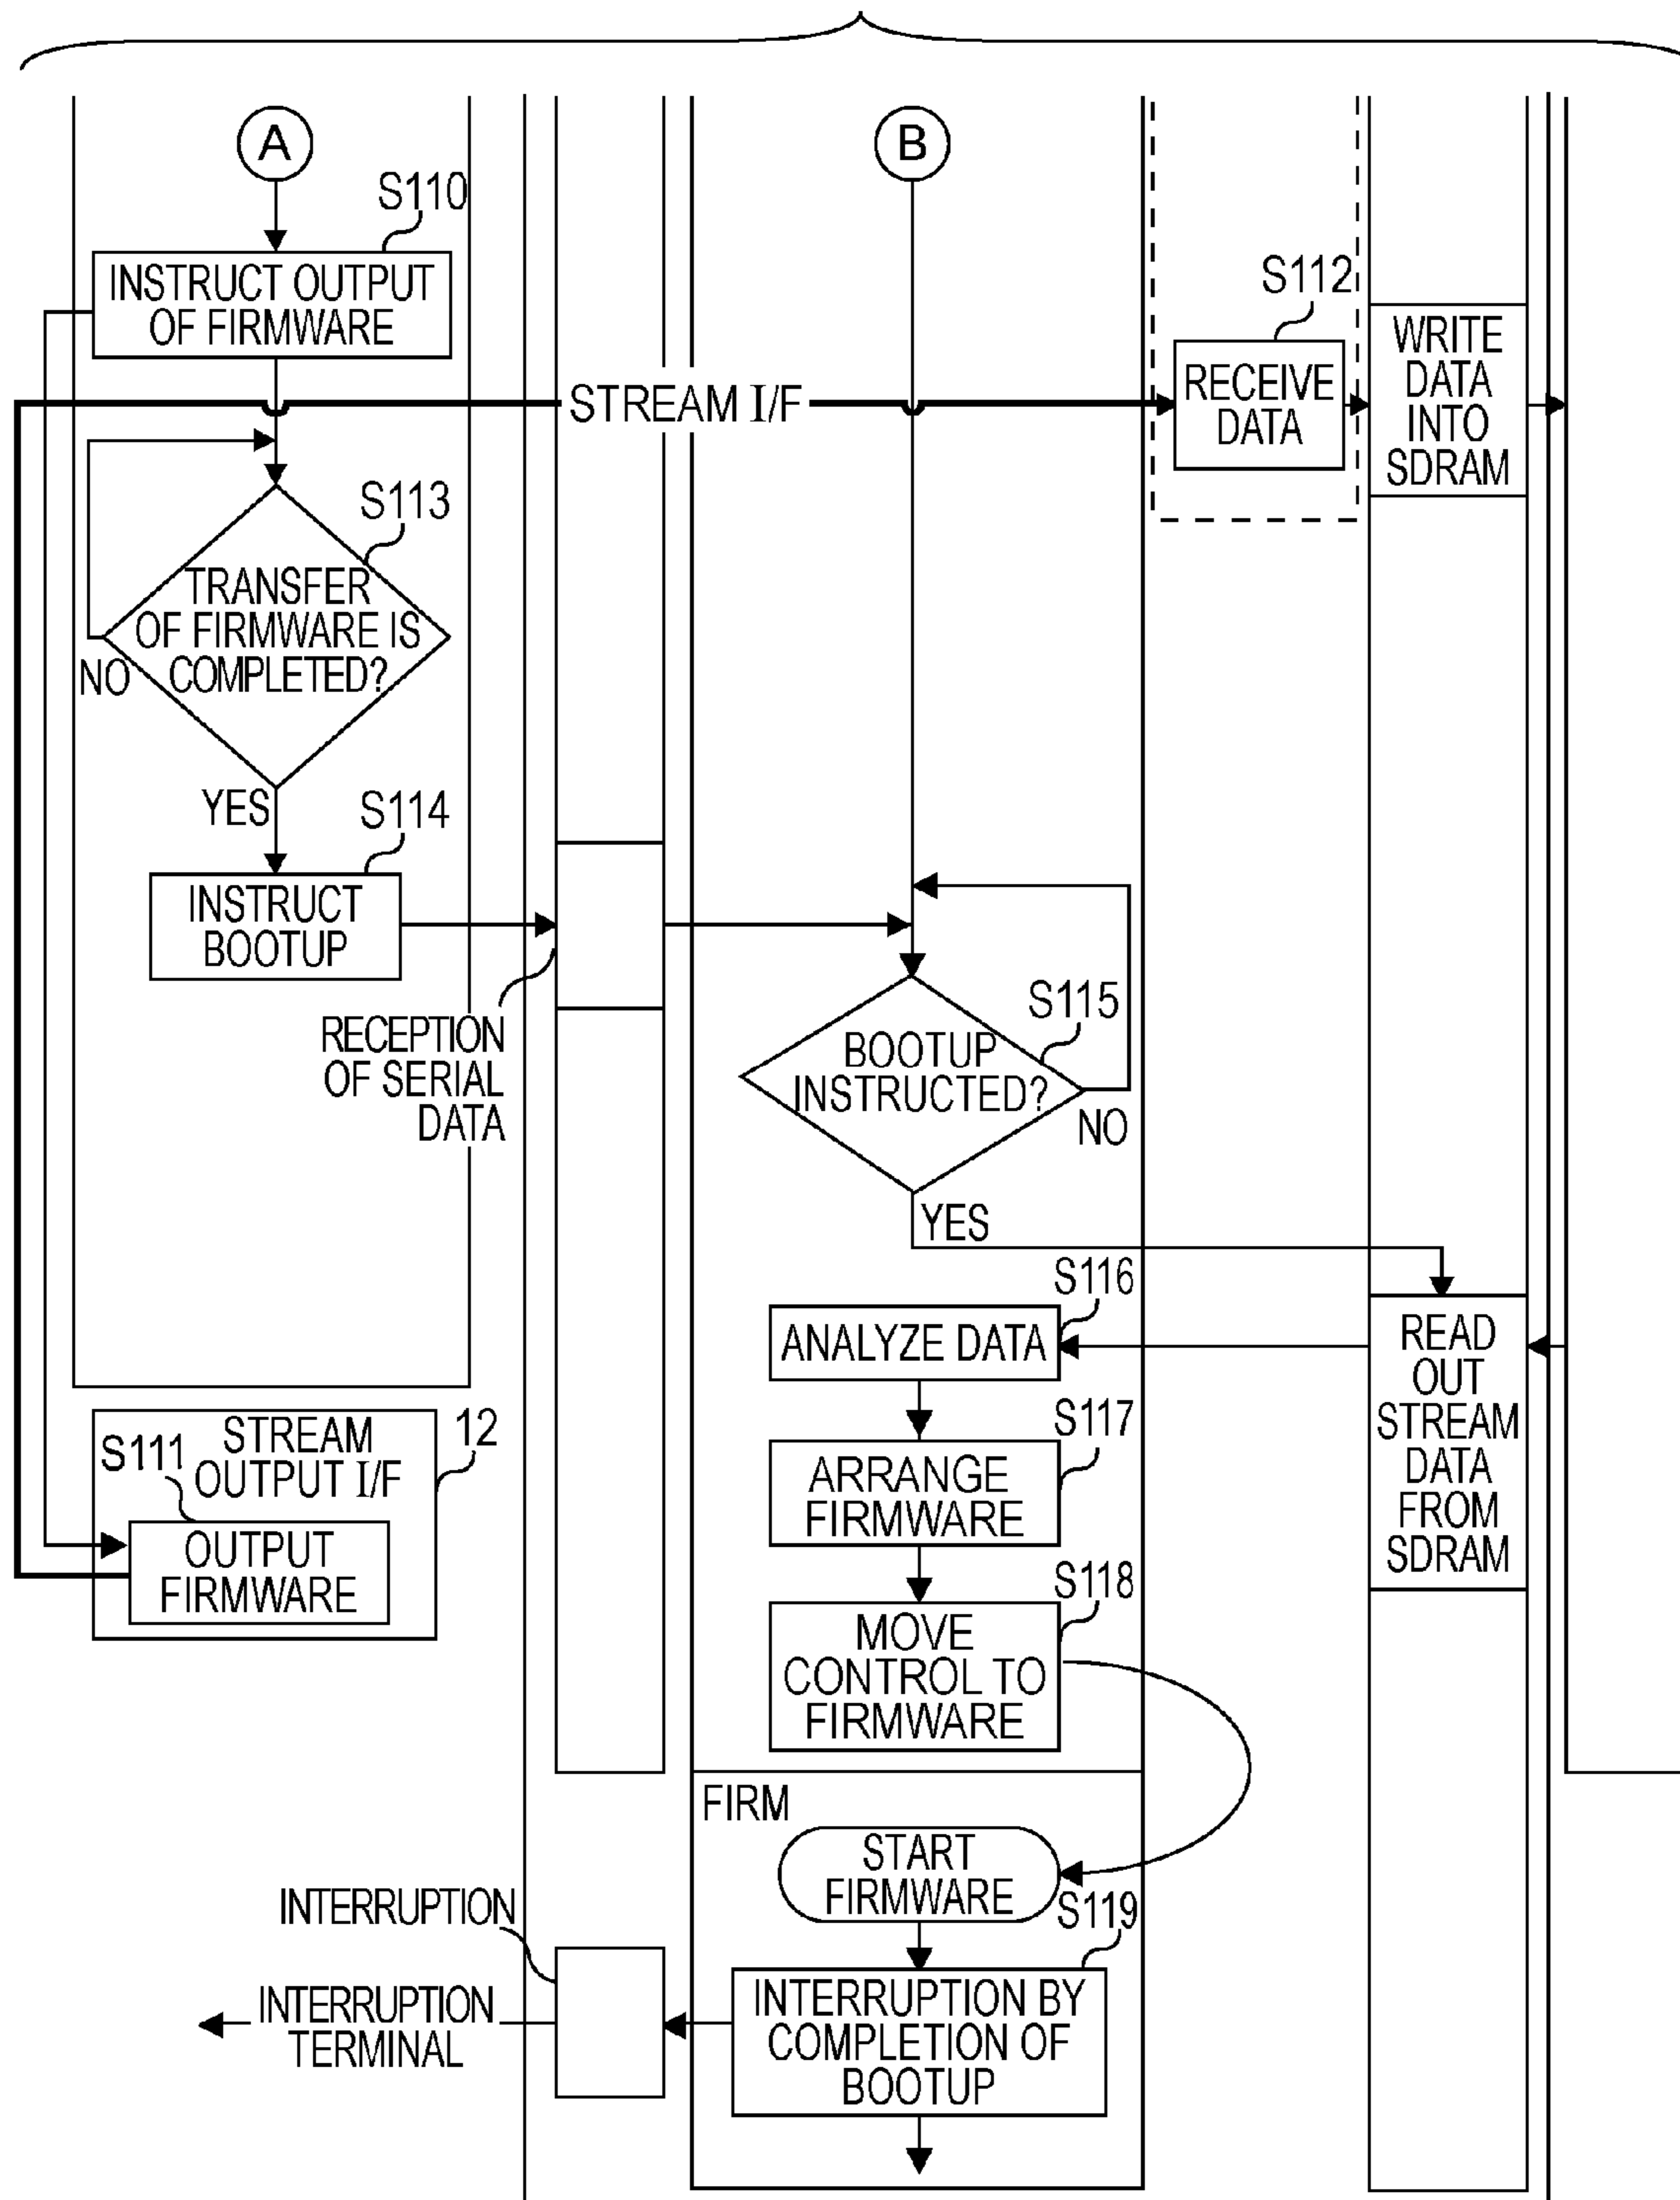 A
B
S110
INSTRUCT OUTPUT
OF FIRMWARE
S112
RECEIVE
DATA
WRITE
DATA
INTO
SDRAM
STREAM I/F
S113
TRANSFER
OF FIRMWARE IS
COMPLETED?
NO
YES
S114
INSTRUCT
BOOTUP
RECEPTION
OF SERIAL
DATA
S115
BOOTUP
INSTRUCTED?
NO
YES
S116
ANALYZE DATA
READ
OUT
STREAM
DATA
FROM
SDRAM
S117
ARRANGE
FIRMWARE
STREAM
OUTPUT I/F
12
S111
OUTPUT
FIRMWARE
S118
MOVE
CONTROL TO
FIRMWARE
FIRM
START
FIRMWARE
S119
INTERRUPTION
INTERRUPTION
TERMINAL
INTERRUPTION BY
COMPLETION OF
BOOTUP